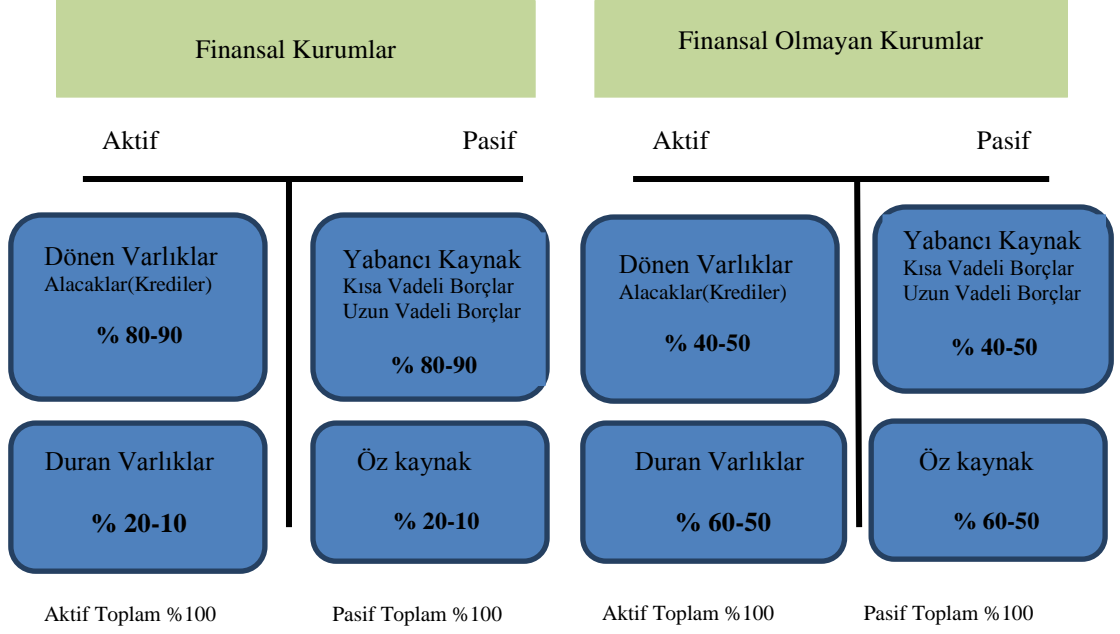 Finansal Kurumlar
Aktif
Pasif
Dönen Varlıklar
Alacaklar(Krediler)
% 80-90
Yabancı Kaynak
Kısa Vadeli Borçlar
Uzun Vadeli Borçlar
% 80-90
Duran Varlıklar
% 20-10
Öz kaynak
% 20-10
Aktif Toplam %100
Pasif Toplam %100
Finansal Olmayan Kurumlar
Aktif
Pasif
Dönen Varlıklar
Alacaklar(Krediler)
% 40-50
Yabancı Kaynak
Kısa Vadeli Borçlar
Uzun Vadeli Borçlar
% 40-50
Duran Varlıklar
% 60-50
Öz kaynak
% 60-50
Aktif Toplam %100
Pasif Toplam %100